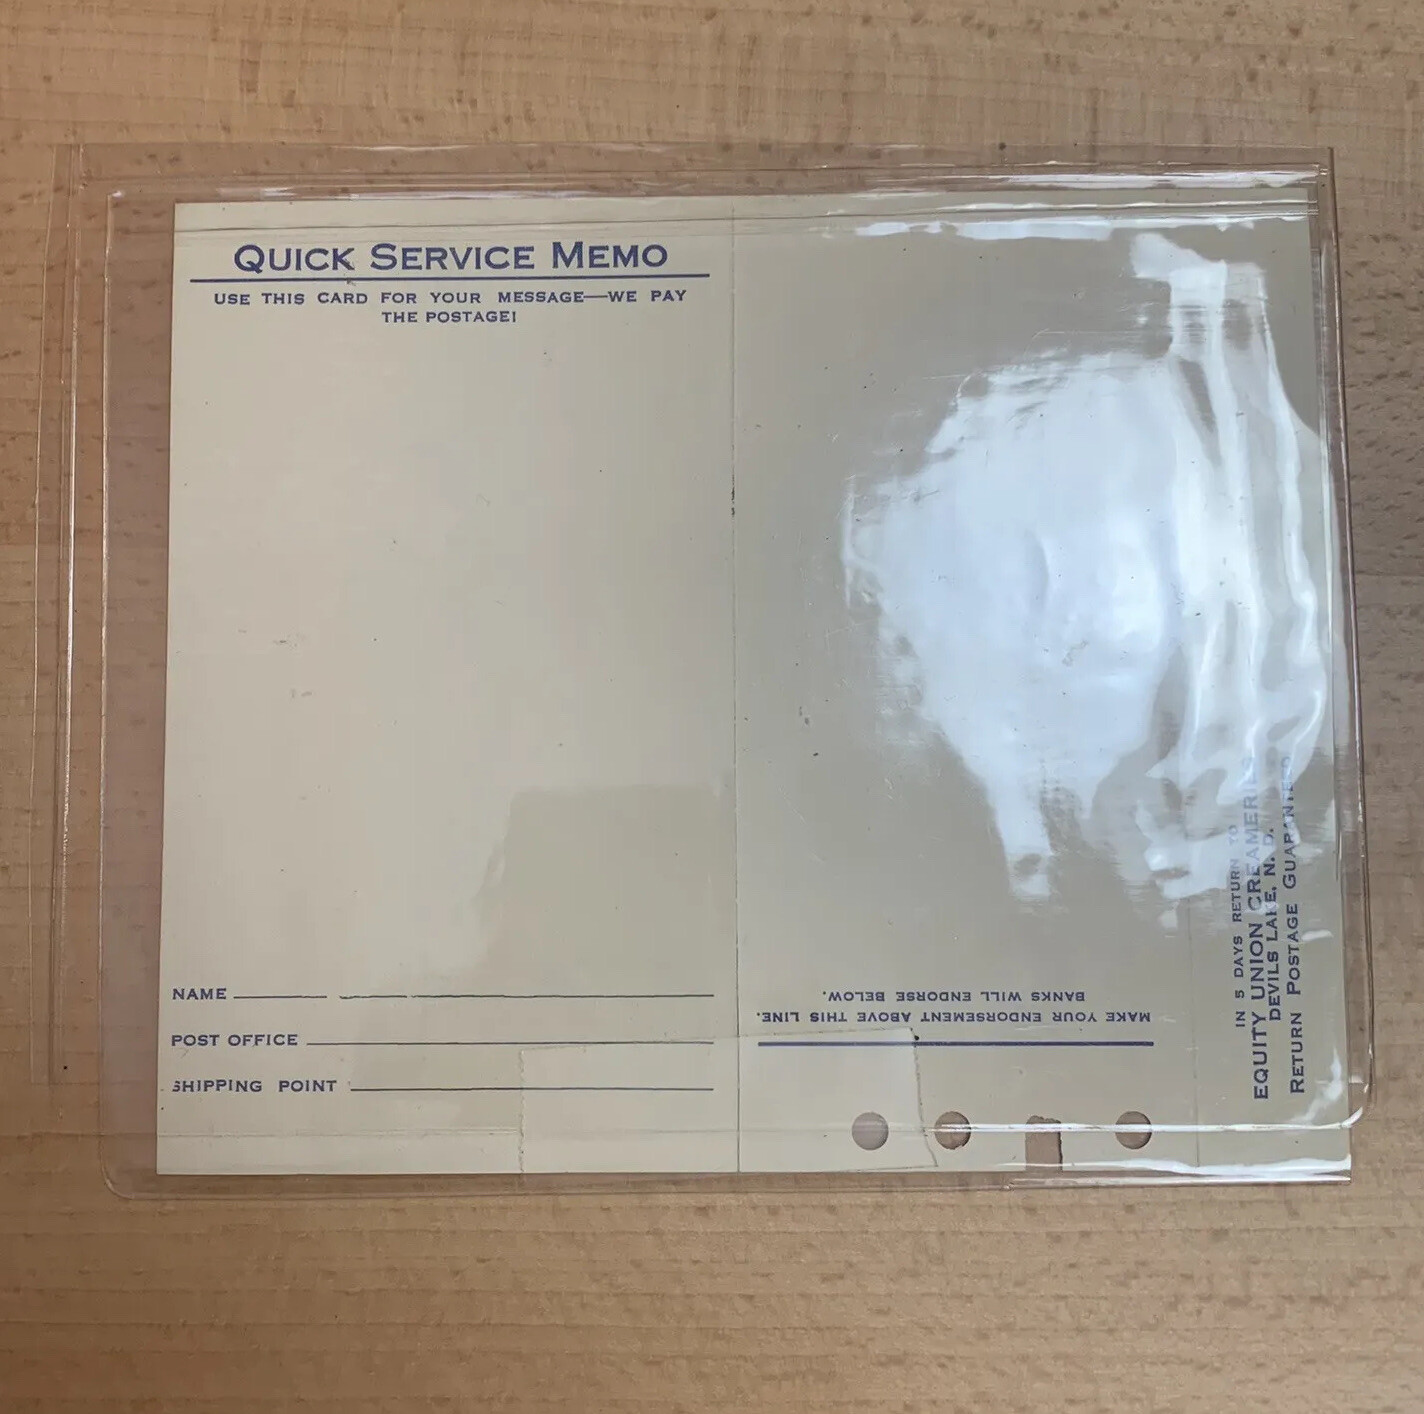 QUICK SERVICE MEMO
USE THIS CARD FOR YOUR MESSAGE—WE PAY
THE POSTAGE!
NAME
POST OFFICE
SHIPPING POINT
MAKE YOUR ENDORSEMENT ABOVE THIS LINE.
BANKS WILL ENDORSE BELOW.
IN 5 DAYS RETURN TO
EQUITY UNION CREAMERIES
DEVILS LAKE, N. D.
RETURN POSTAGE GUARANTEED